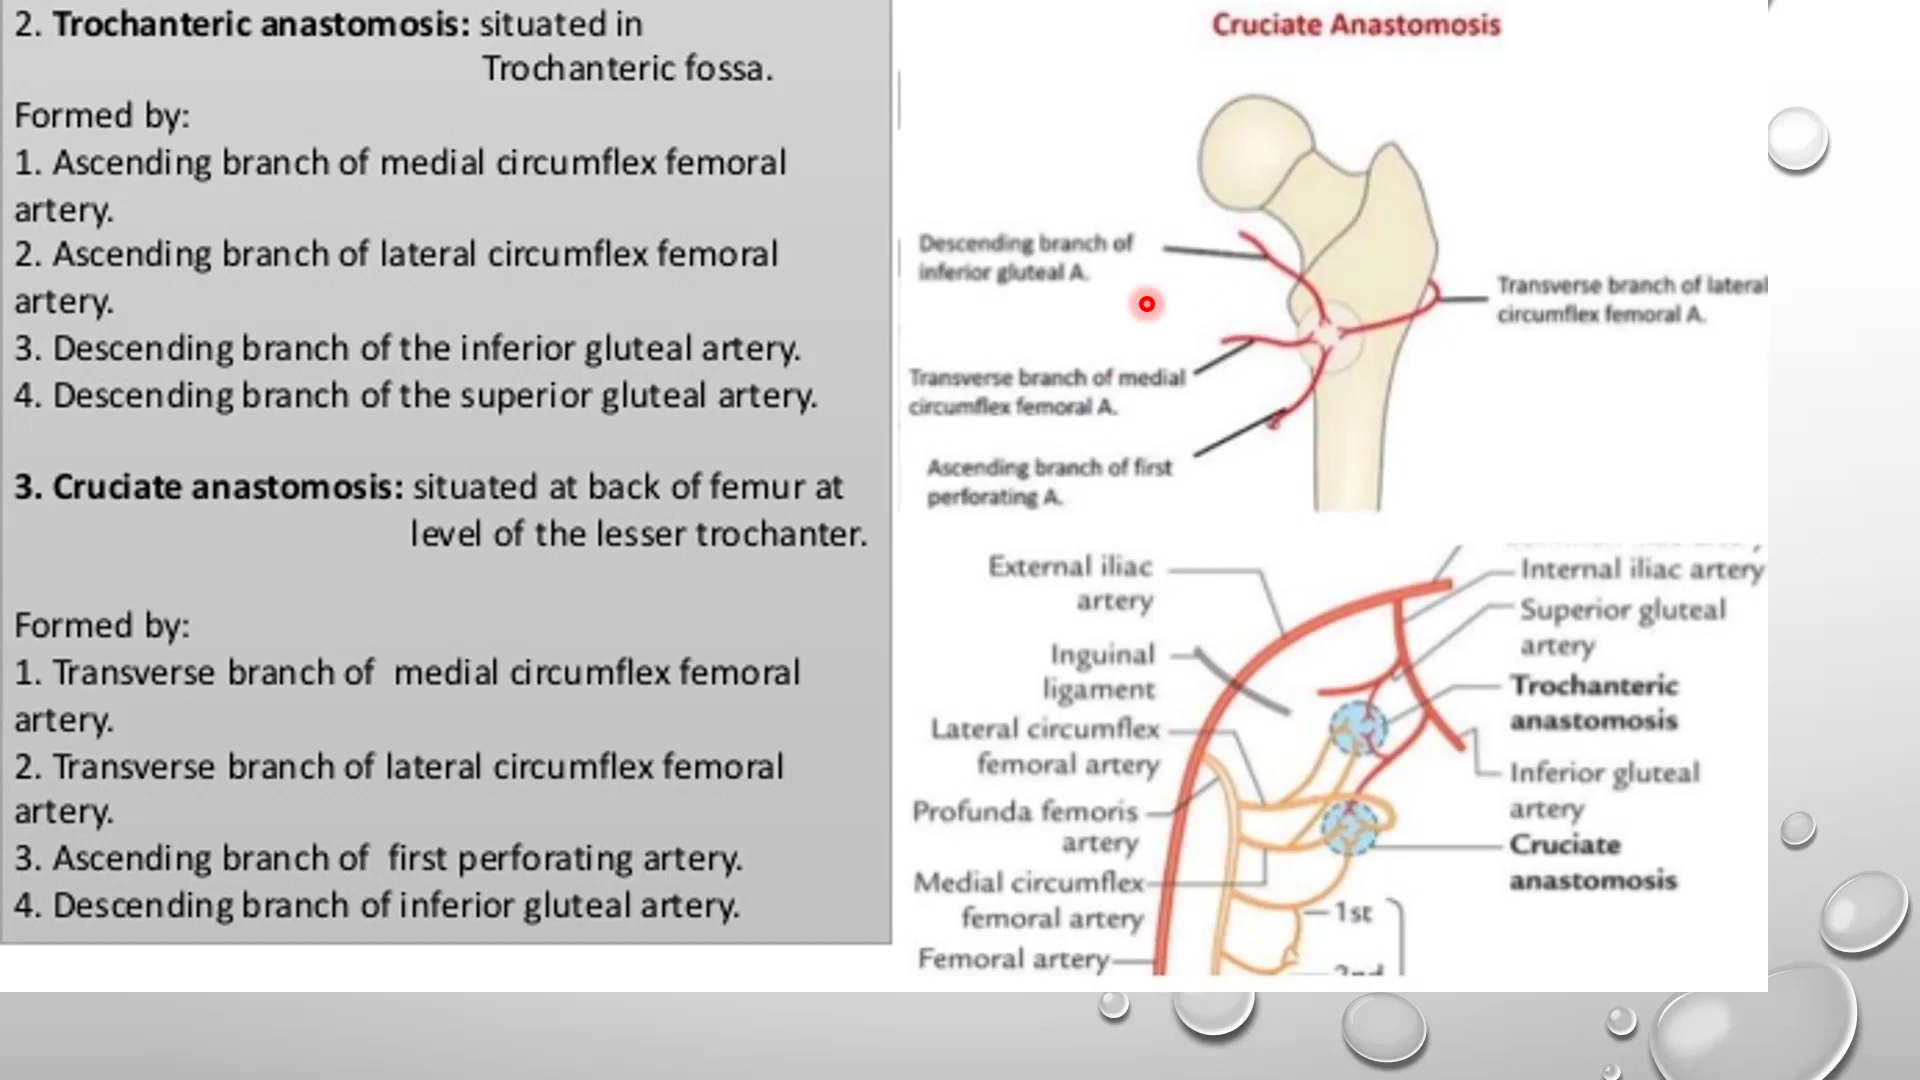 2. Trochanteric anastomosis: situated in
Trochanteric fossa.
Formed by:
1. Ascending branch of medial circumflex femoral
artery.
2. Ascending branch of lateral circumflex femoral
artery.
3. Descending branch of the inferior gluteal artery.
4. Descending branch of the superior gluteal artery.
3. Cruciate anastomosis: situated at back of femur at
level of the lesser trochanter.
Formed by:
1. Transverse branch of medial circumflex femoral
artery.
2. Transverse branch of lateral circumflex femoral
artery.
3. Ascending branch of first perforating artery.
4. Descending branch of inferior gluteal artery.
Cruciate Anastomosis
Descending branch of
inferior gluteal A.
Transverse branch of lateral
circumflex femoral A.
Transverse branch of medial
circumflex femoral A.
Ascending branch of first
perforating A.
External iliac
artery
Inguinal
ligament
Lateral circumflex
femoral artery
Profunda femoris
artery
Medial circumflex
femoral artery
Femoral artery
Internal iliac artery
Superior gluteal
artery
Trochanteric
anastomosis
Inferior gluteal
artery
Cruciate
anastomosis
1st
2nd